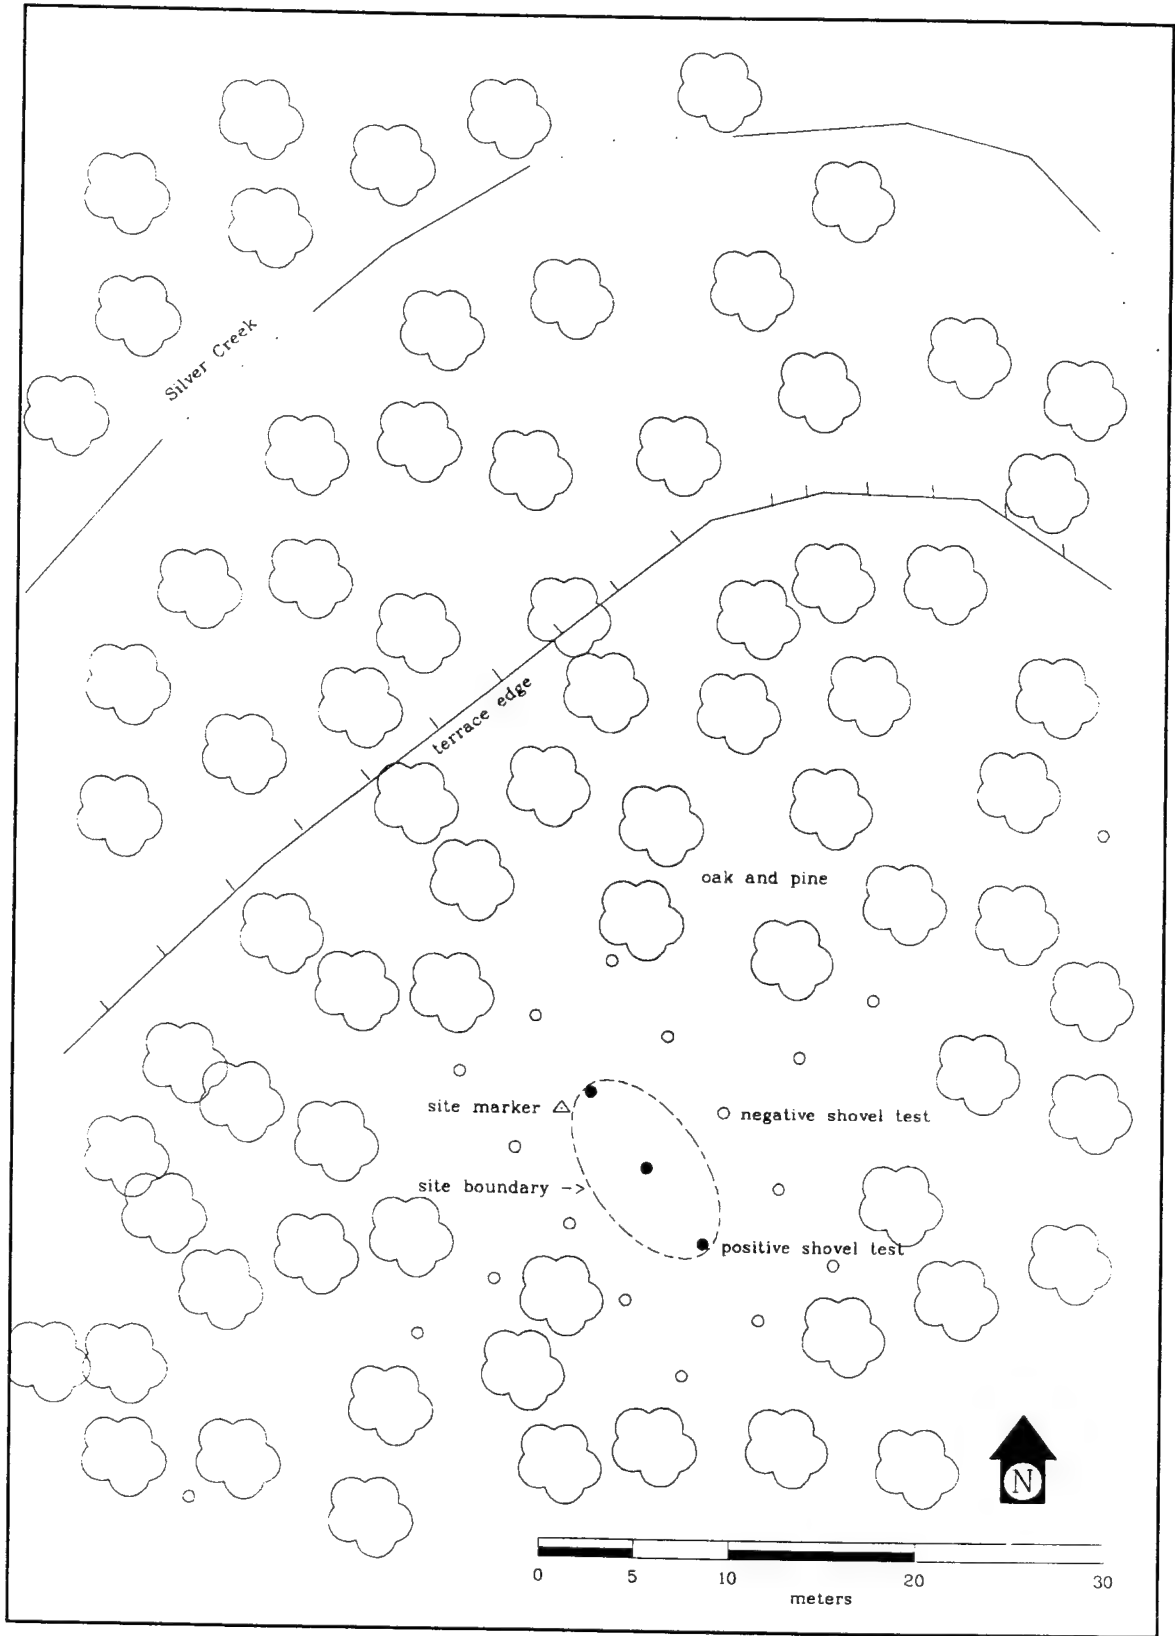 Silver Creek
terrace edge
oak and pine
site marker
negative shovel test
site boundary ->
positive shovel test
N
0 5 10 20 30
meters